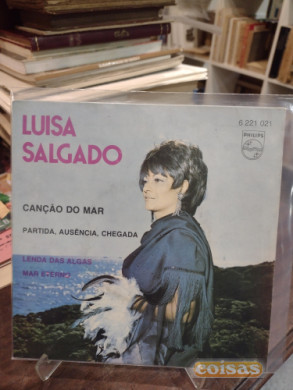 LUISA
SALGADO
6 221 021
PHILIPS
CANÇÃO DO MAR
PARTIDA, AUSÊNCIA, CHEGADA
LENDA DAS ALGAS
MAR ETERNO
coisas